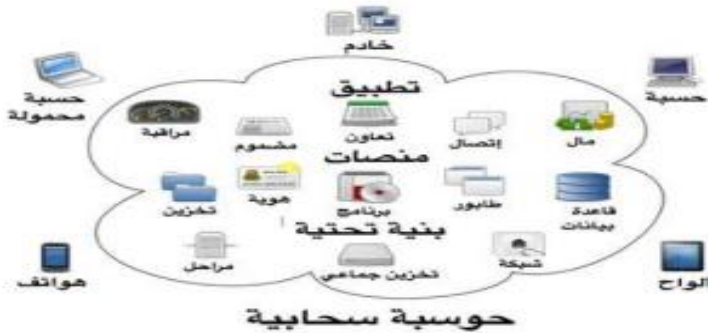 خادم
حسبة
حسبة محمولة
تطبيق
مال
إتصال
تعاون
مضموم
مراقبة
منصات
قاعدة بيانات
طابور
برنامج
هوية
تخزين
بنية تحتية
شبكة
تخزين جماعي
مراحل
الواح
هواتف
حوسبة سحابية